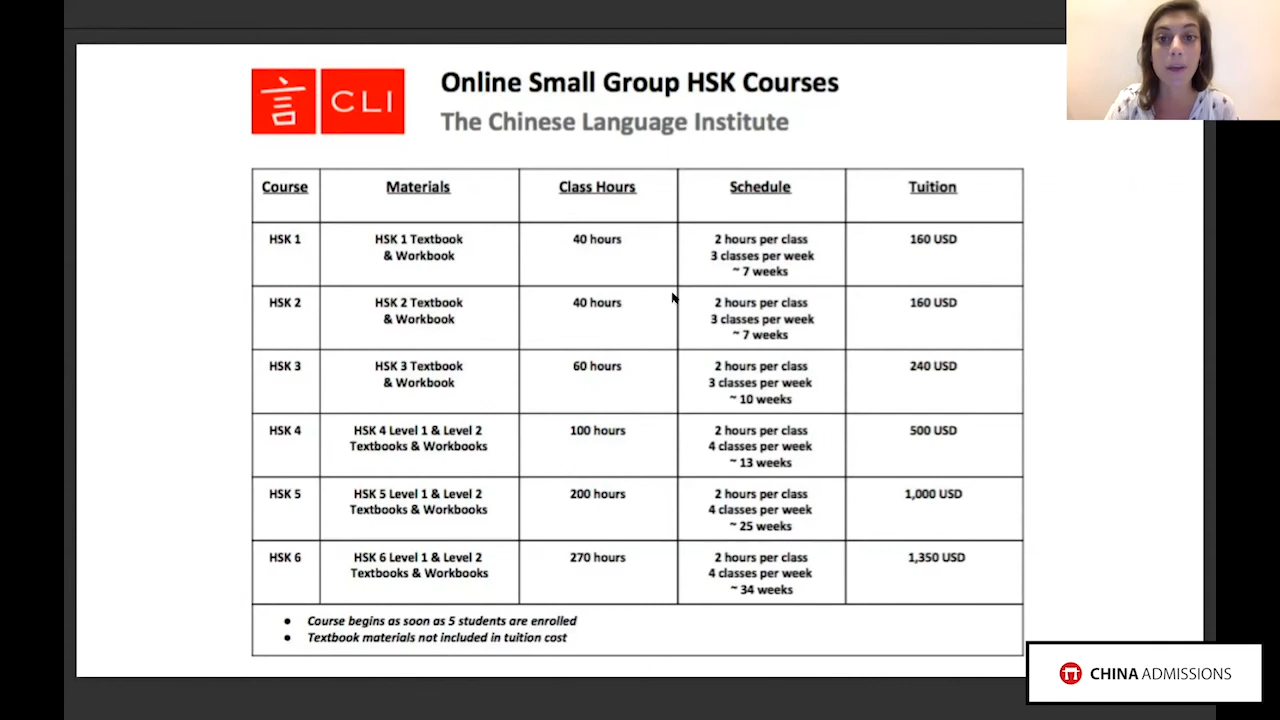 言 CLI
Online Small Group HSK Courses
The Chinese Language Institute
Course Materials Class Hours Schedule Tuition
HSK 1 HSK 1 Textbook 40 hours 2 hours per class 160 USD
& Workbook 3 classes per week
~ 7 weeks
HSK 2 HSK 2 Textbook 40 hours 2 hours per class 160 USD
& Workbook 3 classes per week
~ 7 weeks
HSK 3 HSK 3 Textbook 60 hours 2 hours per class 240 USD
& Workbook 3 classes per week
~ 10 weeks
HSK 4 HSK 4 Level 1 & Level 2 100 hours 2 hours per class 500 USD
Textbooks & Workbooks 4 classes per week
~ 13 weeks
HSK 5 HSK 5 Level 1 & Level 2 200 hours 2 hours per class 1,000 USD
Textbooks & Workbooks 4 classes per week
~ 25 weeks
HSK 6 HSK 6 Level 1 & Level 2 270 hours 2 hours per class 1,350 USD
Textbooks & Workbooks 4 classes per week
~ 34 weeks
• Course begins as soon as 5 students are enrolled
• Textbook materials not included in tuition cost
CHINA ADMISSIONS